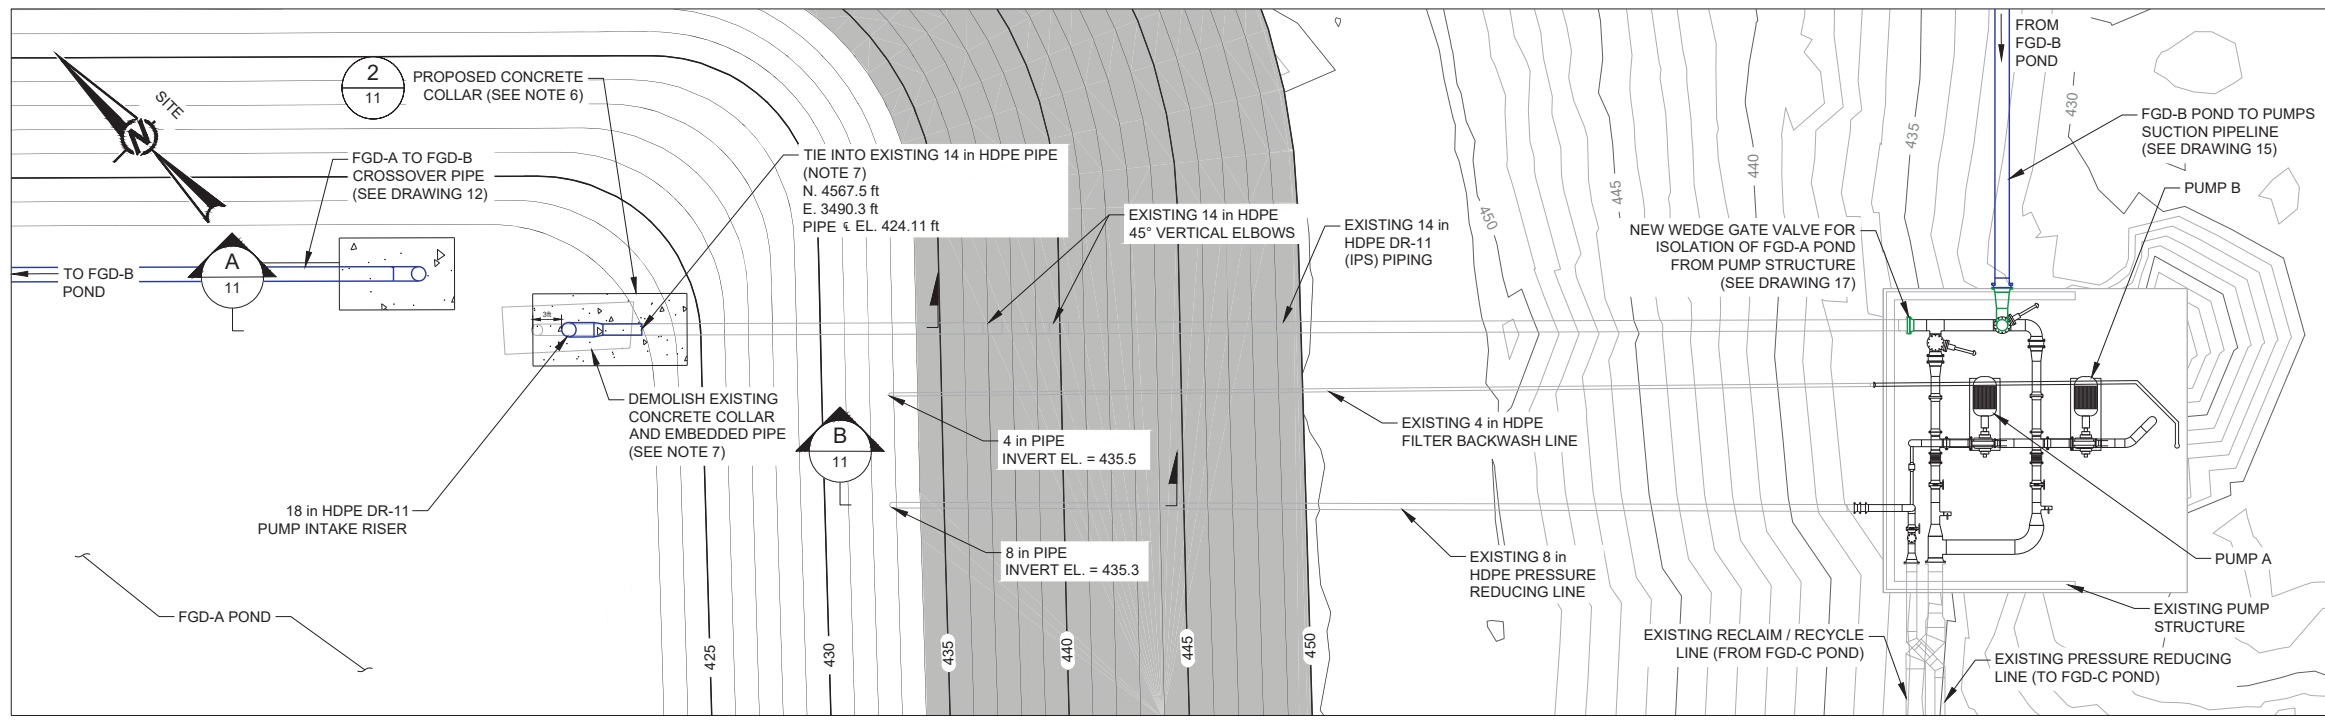 FROM
FGD-B
POND
2
11
PROPOSED CONCRETE
COLLAR (SEE NOTE 6)
SITE
N
430
435
440
445
450
FGD-B POND TO PUMPS
SUCTION PIPELINE
(SEE DRAWING 15)
FGD-A TO FGD-B
CROSSOVER PIPE
(SEE DRAWING 12)
TIE INTO EXISTING 14 in HDPE PIPE
(NOTE 7)
N. 4567.5 ft
E. 3490.3 ft
PIPE ℄ EL. 424.11 ft
PUMP B
EXISTING 14 in HDPE
45° VERTICAL ELBOWS
EXISTING 14 in
HDPE DR-11
(IPS) PIPING
NEW WEDGE GATE VALVE FOR
ISOLATION OF FGD-A POND
FROM PUMP STRUCTURE
(SEE DRAWING 17)
TO FGD-B
POND
A
11
3ft
DEMOLISH EXISTING
CONCRETE COLLAR
AND EMBEDDED PIPE
(SEE NOTE 7)
B
11
4 in PIPE
INVERT EL. = 435.5
EXISTING 4 in HDPE
FILTER BACKWASH LINE
18 in HDPE DR-11
PUMP INTAKE RISER
8 in PIPE
INVERT EL. = 435.3
EXISTING 8 in
HDPE PRESSURE
REDUCING LINE
PUMP A
FGD-A POND
EXISTING PUMP
STRUCTURE
EXISTING RECLAIM / RECYCLE
LINE (FROM FGD-C POND)
EXISTING PRESSURE REDUCING
LINE (TO FGD-C POND)
425
430
435
440
445
450